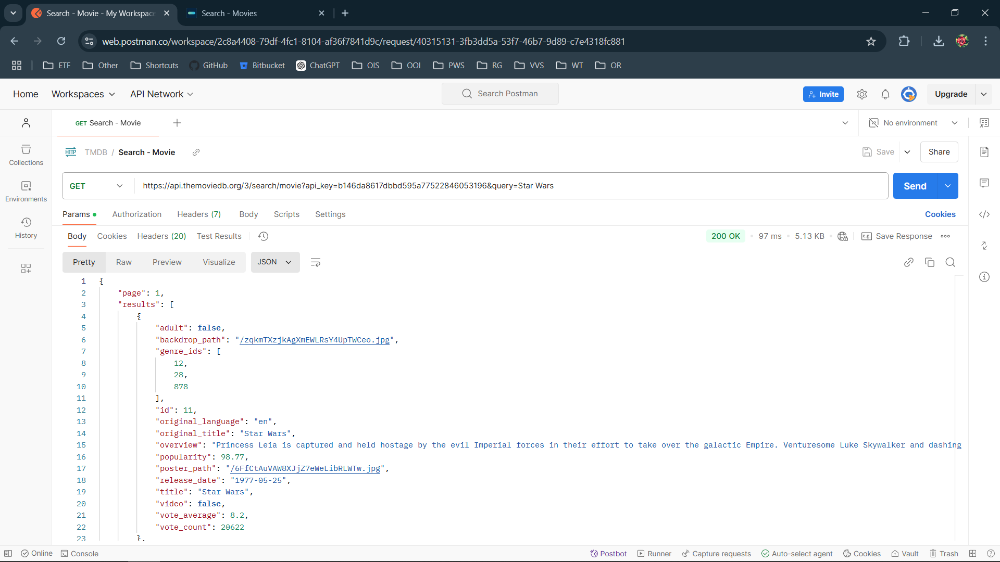 Search - Movie - My Workspace
Search - Movies
web.postman.co/workspace/2c8a4408-79df-4fc1-8104-af36f7841d9c/request/40315131-3fb3dd5a-53f7-46b7-9d89-c7e4318fc881
ETF Other Shortcuts GitHub Bitbucket ChatGPT OIS OOI PWS RG VVS WT OR
Home Workspaces API Network Search Postman Invite Upgrade
GET Search - Movie No environment
HTTP TMDB / Search - Movie Save Share
Collections
GET https://api.themoviedb.org/3/search/movie?api_key=b146da8617dbbd595a77522846053196&query=Star Wars Send
Environments
Params Authorization Headers (7) Body Scripts Settings Cookies
History
Body Cookies Headers (20) Test Results 200 OK 97 ms 5.13 KB e.g. Save Response
Pretty Raw Preview Visualize JSON
1 {
2 "page": 1,
3 "results": [
4 {
5 "adult": false,
6 "backdrop_path": "/zqkmTXzjkAgXmEWLRsY4UpTWCeo.jpg",
7 "genre_ids": [
8 12,
9 28,
10 878
11 ],
12 "id": 11,
13 "original_language": "en",
14 "original_title": "Star Wars",
15 "overview": "Princess Leia is captured and held hostage by the evil Imperial forces in their effort to take over the galactic Empire. Venturesome Luke Skywalker and dashing
16 "popularity": 98.77,
17 "poster_path": "/6FfCtAuVAW8XJjZ7eWeLibRLWTw.jpg",
18 "release_date": "1977-05-25",
19 "title": "Star Wars",
20 "video": false,
21 "vote_average": 8.2,
22 "vote_count": 20622
23 },
Online Console Postbot Runner Capture requests Auto-select agent Cookies Vault Trash